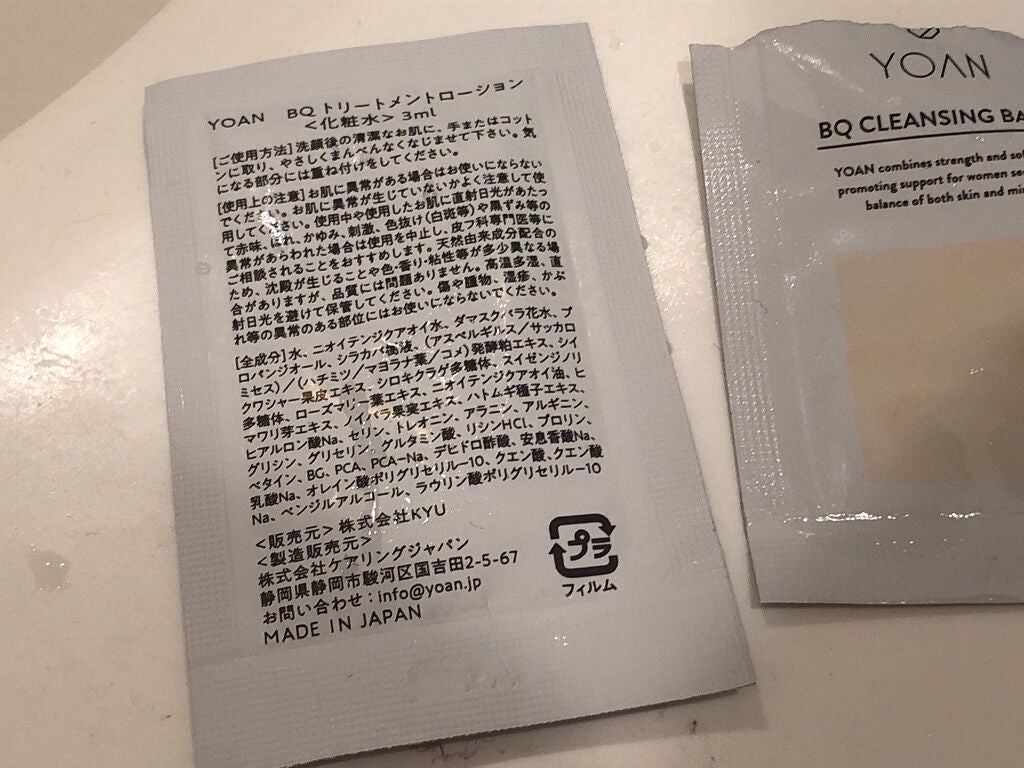 YOAN BQ トリートメントローション
<化粧水> 3ml
[ご使用方法] 洗顔後の清潔なお肌に、手またはコット
ンに取り、やさしくまんべんなくなじませて下さい。気
になる部分には重ね付けをしてください。
[使用上の注意] お肌に異常がある場合はお使いにならない
でください。お肌に異常が生じていないかよく注意して使
用してください。使用中や使用したお肌に直射日光があたっ
て赤味、はれ、かゆみ、刺激、色抜け(白斑等)や黒ずみ等の
異常があらわれた場合は使用を中止し、皮フ科専門医等に
ご相談されることをおすすめします。天然由来成分配合の
ため、沈殿が生じることや色・香り・粘性等が多少異なる場
合がありますが、品質には問題ありません。高温多湿、直
射日光を避けて保管してください。傷や腫物、湿疹、かぶ
れ等の異常のある部位にはお使いにならないでください。
[全成分] 水、ニオイテンジクアオイ水、ダマスクバラ花水、プ
ロパンジオール、シラカバ樹液、(アスペルギルス/サッカロ
ミセス)/(ハチミツ/マヨラナ葉/コメ)発酵粕エキス、シイ
クワシャー果皮エキス、シロキクラゲ多糖体、スイゼンジノリ
多糖体、ローズマリー葉エキス、ニオイテンジクアオイ油、ヒ
マワリ芽エキス、ノイバラ果実エキス、ハトムギ種子エキス、
ヒアルロン酸Na、セリン、トレオニン、アラニン、アルギニン、
グリシン、グリセリン、グルタミン酸、リシンHCl、プロリン、
ベタイン、BG、PCA、PCA-Na、デヒドロ酢酸、安息香酸Na、
乳酸Na、オレイン酸ポリグリセリル-10、クエン酸、クエン酸
Na、ベンジルアルコール、ラウリン酸ポリグリセリル-10
<販売元> 株式会社KYU
<製造販売元>
株式会社ケアリングジャパン
静岡県静岡市駿河区国吉田2-5-67
お問い合わせ:info@yoan.jp
MADE IN JAPAN
プラ
フィルム
YOAN
BQ CLEANSING BA
YOAN combines strength and sof
promoting support for women se
balance of both skin and min